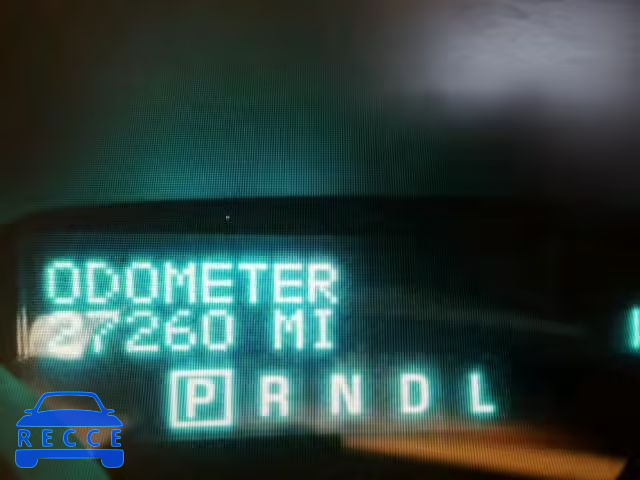 ODOMETER
27260 MI
P R N D L
RECCE